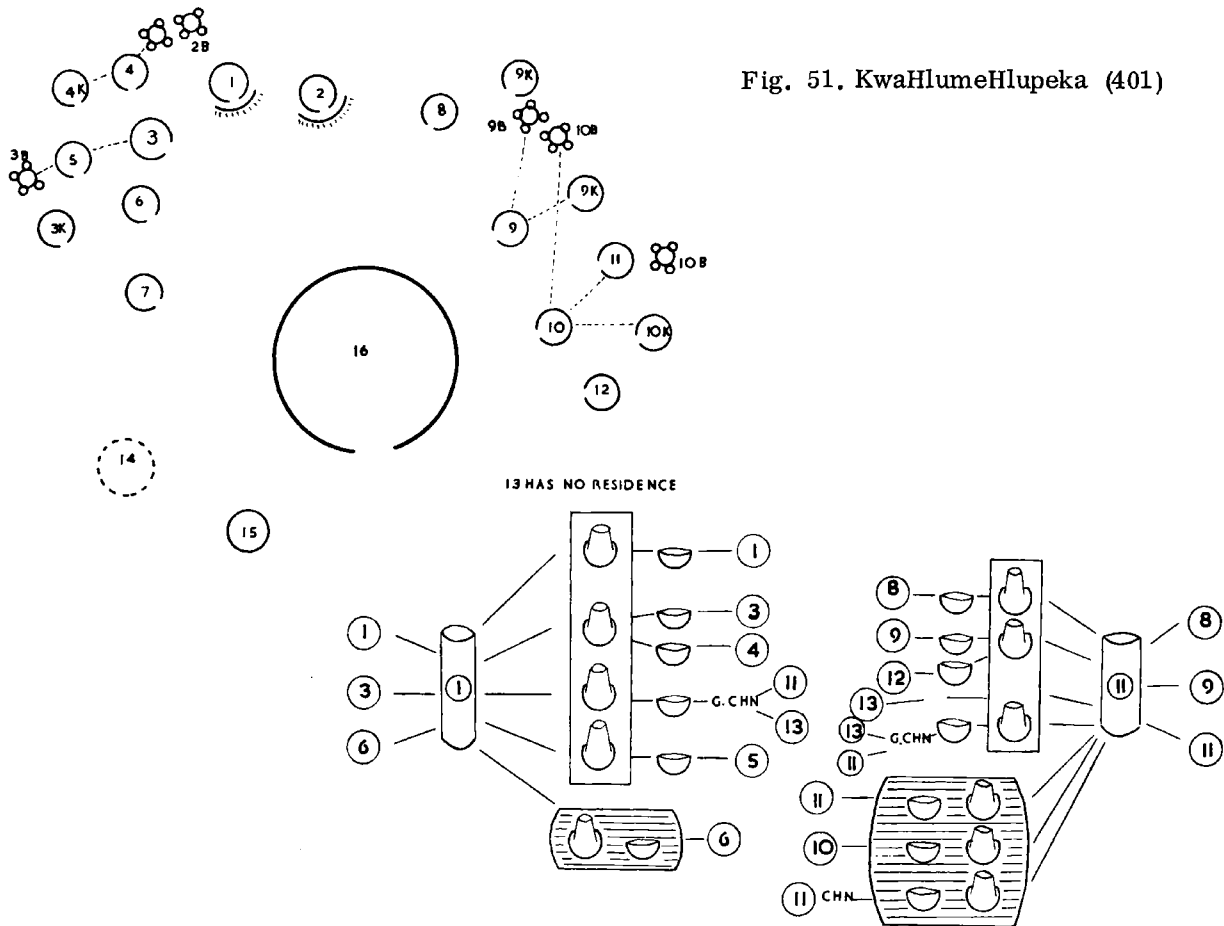 Fig. 51. KwaHlumeHlupeka (401)
2B
4
4K
1
2
8
9K
9B
10B
3
5
3B
6
3K
9K
9
11
10B
7
10
10K
16
12
14
13 HAS NO RESIDENCE
15
1
3
6
1
1
3
4
G.CHN
11
13
5
6
8
9
12
13
13
G.CHN
11
11
8
9
11
11
10
11 CHN